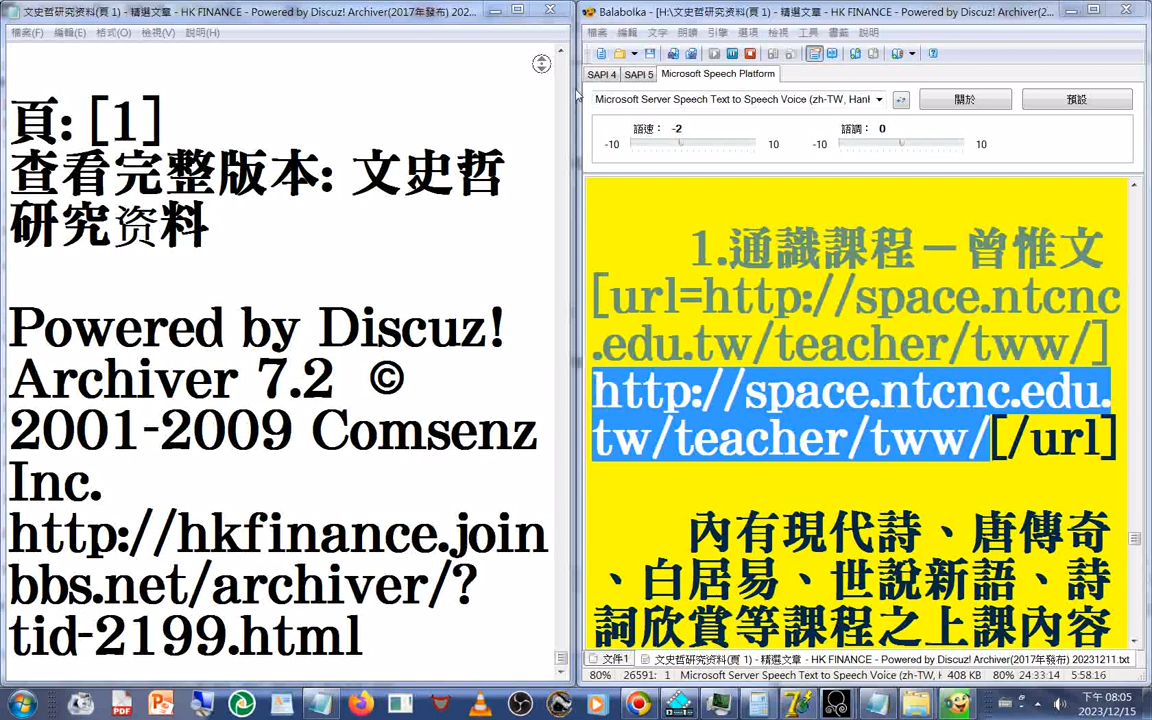 文史哲研究资料(頁 1) - 精選文章 - HK FINANCE - Powered by Discuz! Archiver(2017年發布) 202...
檔案(F) 編輯(E) 格式(O) 檢視(V) 說明(H)
頁: [1]
查看完整版本: 文史哲
研究资料
Powered by Discuz!
Archiver 7.2 ©
2001-2009 Comsenz
Inc.
http://hkfinance.join
bbs.net/archiver/?
tid-2199.html
Balabolka - [H:\文史哲研究资料(頁 1) - 精選文章 - HK FINANCE - Powered by Discuz! Archiver(2...
檔案 編輯 文字 朗讀 引擎 選項 檢視 工具 書籤 說明
SAPI 4 SAPI 5 Microsoft Speech Platform
Microsoft Server Speech Text to Speech Voice (zh-TW, Hanl
關於 預設
語速： -2 語調： 0
-10 10 -10 10
1.通識課程－曾惟文
[url=http://space.ntcnc
.edu.tw/teacher/tww/]
http://space.ntcnc.edu.
tw/teacher/tww/[/url]
內有現代詩、唐傳奇
、白居易、世說新語、詩
詞欣賞等課程之上課內容
文件1 文史哲研究资料(頁 1) - 精選文章 - HK FINANCE - Powered by Discuz! Archiver(2017年發布) 20231211.txt
80% 26591: 1 Microsoft Server Speech Text to Speech Voice (zh-TW, H 408 KB 80% 24:33:14 5:58:16
下午 08:05
2023/12/15